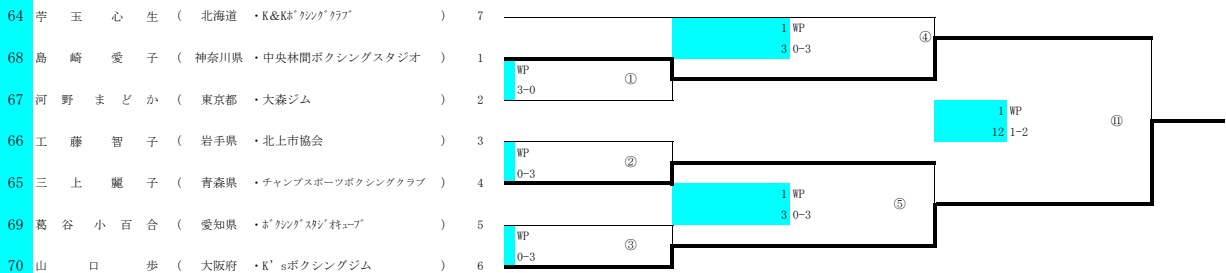 64 苧玉心生 ( 北海道 ・K&Kﾎﾞｸｼﾝｸﾞｸﾗﾌﾞ ) 7
1 WP
3 0-3
④
68 島崎愛子 ( 神奈川県 ・中央林間ボクシングスタジオ ) 1
WP
3-0
①
67 河野まどか ( 東京都 ・大森ジム ) 2
1 WP
12 1-2
⑪
66 工藤智子 ( 岩手県 ・北上市協会 ) 3
WP
0-3
②
65 三上麗子 ( 青森県 ・チャンプスポーツボクシングクラブ ) 4
1 WP
3 0-3
⑤
69 葛谷小百合 ( 愛知県 ・ﾎﾞｸｼﾝｸﾞｽﾀｼﾞｵｷｭｰﾌﾞ ) 5
WP
0-3
③
70 山口歩 ( 大阪府 ・K’sボクシングジム ) 6